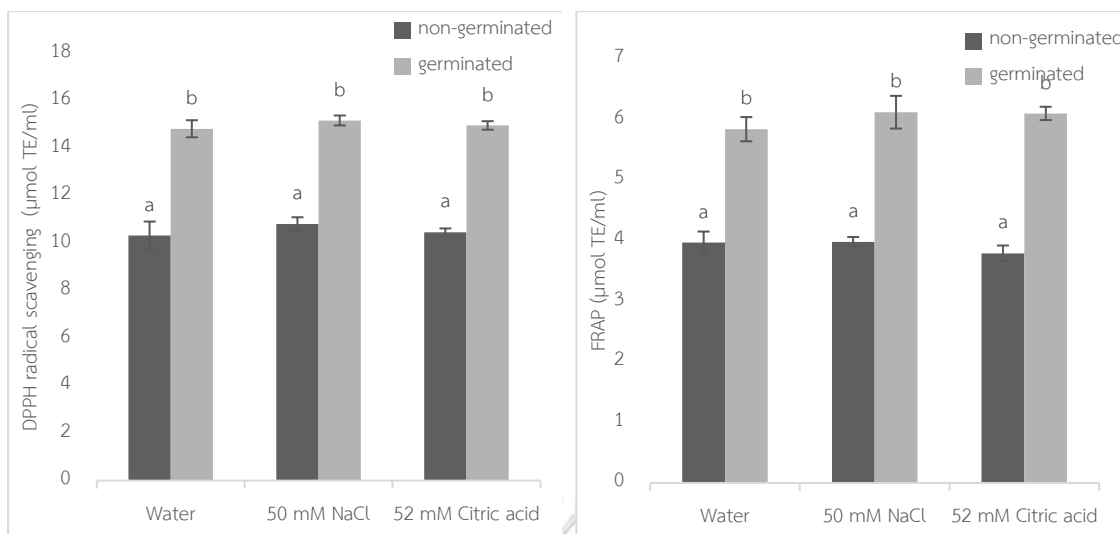 non-germinated
germinated
DPPH radical scavenging (μmol TE/ml)
18
16
14
12
10
8
6
4
2
0
b
b
b
a
a
a
Water
50 mM NaCl
52 mM Citric acid
non-germinated
germinated
FRAP (μmol TE/ml)
7
6
5
4
3
2
1
0
b
b
b
a
a
a
Water
50 mM NaCl
52 mM Citric acid